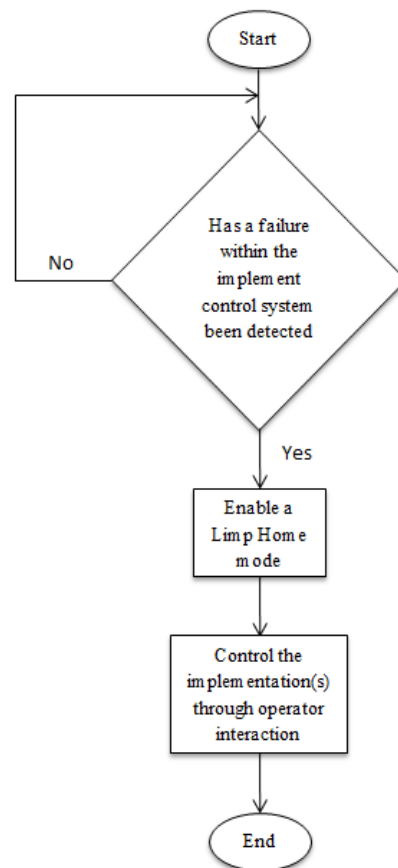 Start
Has a failure
within the
implement
control system
been detected
No
Yes
Enable a
Limp Home
mode
Control the
implementation(s)
through operator
interaction
End